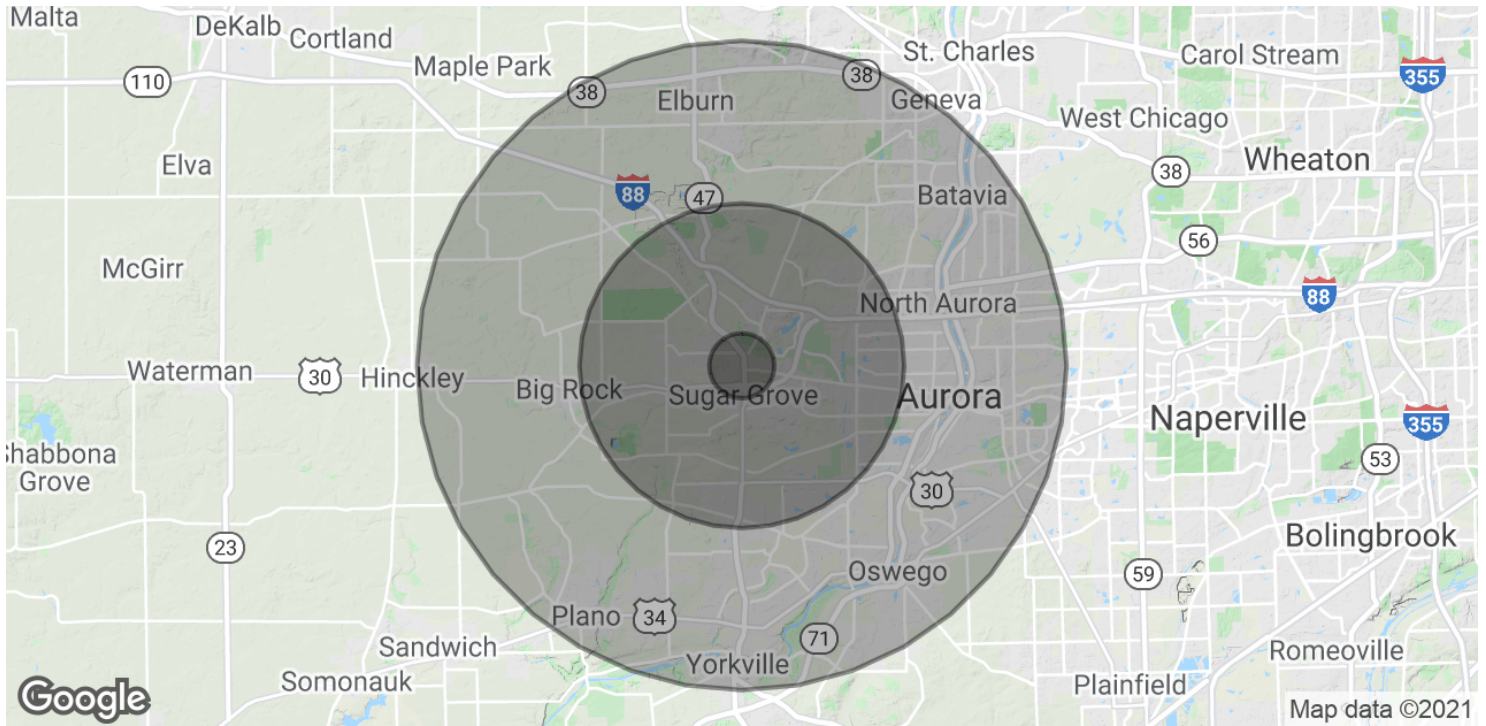 Malta
DeKalb
Cortland
St. Charles
Carol Stream
Maple Park
110
38
38
355
Elburn
Geneva
West Chicago
Elva
Wheaton
38
88
47
Batavia
56
McGirr
88
North Aurora
Waterman
30
Hinckley
Big Rock
Sugar Grove
Aurora
Naperville
355
Shabbona
Grove
53
30
23
Bolingbrook
Oswego
59
Plano
34
71
Sandwich
Yorkville
Romeoville
Somonauk
Plainfield
Google
Map data ©2021